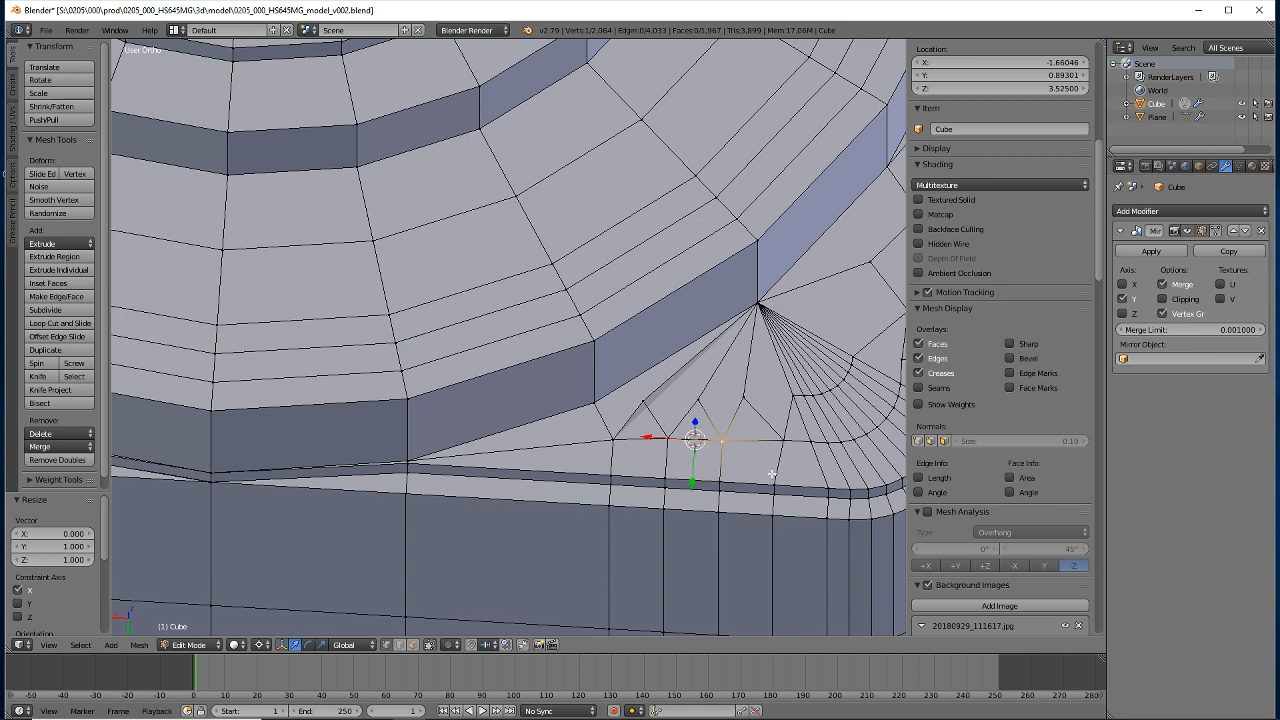 Blender* [S:\0205\000\prod\0205_000_HS645MG\3d\model\0205_000_HS645MG_model_v002.blend]
File Render Window Help Default Scene Blender Render v2.79 | Verts:1/2,064 | Edges:0/4,033 | Faces:0/1,967 | Tris:3,899 | Mem:17.06M | Cube
View Search All Scenes
Transform
Translate
Rotate
Scale
Shrink/Fatten
Push/Pull
Mesh Tools
Deform:
Slide Ed Vertex
Noise
Smooth Vertex
Randomize
Add:
Extrude
Extrude Region
Extrude Individual
Inset Faces
Make Edge/Face
Subdivide
Loop Cut and Slide
Offset Edge Slide
Duplicate
Spin Screw
Knife Select
Knife Project
Bisect
Remove:
Delete
Merge
Remove Doubles
Weight Tools
Resize
Vector
X: 0.000
Y: 1.000
Z: 1.000
Constraint Axis
X
Y
Z
Orientation
Tools
Create
Shading / UVs
Options
Grease Pencil
User Ortho
(1) Cube
Location:
X: -1.66046
Y: 0.89301
Z: 3.52500
Item
Cube
Display
Shading
Multitexture
Textured Solid
Matcap
Backface Culling
Hidden Wire
Depth Of Field
Ambient Occlusion
Motion Tracking
Mesh Display
Overlays:
Faces Sharp
Edges Bevel
Creases Edge Marks
Seams Face Marks
Show Weights
Normals:
Size: 0.10
Edge Info: Face Info:
Length Area
Angle Angle
Mesh Analysis
Type: Overhang
0° 45°
+X +Y +Z -X -Y -Z
Background Images
Add Image
20180929_111617.jpg
Scene
RenderLayers
World
Cube
Plane
Cube
Add Modifier
Mir
Apply Copy
Axis: Options: Textures:
X Merge U
Y Clipping V
Z Vertex Gr
Merge Limit: 0.001000
Mirror Object:
View Select Add Mesh Edit Mode Global
-50 -40 -30 -20 -10 0 10 20 30 40 50 60 70 80 90 100 110 120 130 140 150 160 170 180 190 200 210 220 230 240 250 260 270 280
View Marker Frame Playback Start: 1 End: 250 1 No Sync